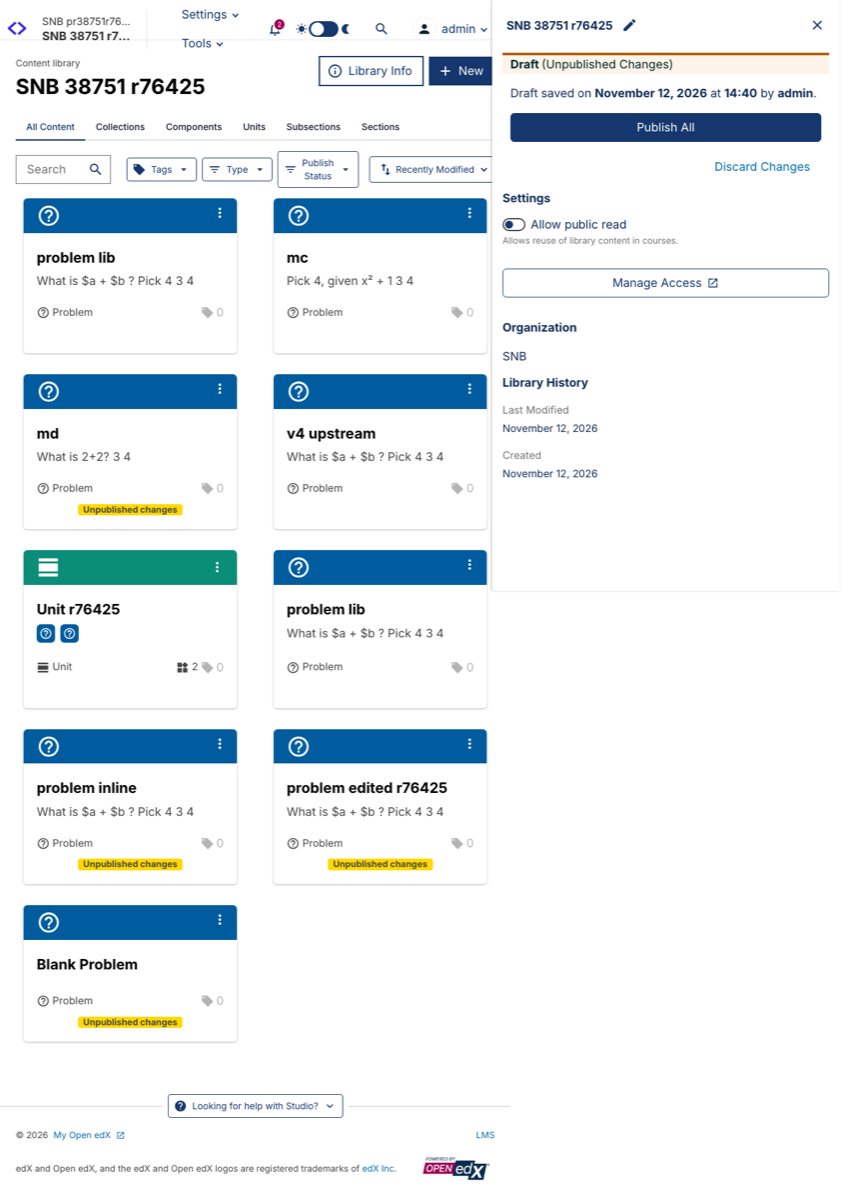 SNB pr38751r76...
SNB 38751 r7...
Settings
Tools
2
admin
Content library
SNB 38751 r76425
Library Info
+ New
All Content
Collections
Components
Units
Subsections
Sections
Search
Tags
Type
Publish
Status
Recently Modified
problem lib
What is $a + $b ? Pick 4 3 4
Problem
0
mc
Pick 4, given x² + 1 3 4
Problem
0
md
What is 2+2? 3 4
Problem
0
Unpublished changes
v4 upstream
What is $a + $b ? Pick 4 3 4
Problem
0
Unit r76425
Unit
2
0
problem lib
What is $a + $b ? Pick 4 3 4
Problem
0
problem inline
What is $a + $b ? Pick 4 3 4
Problem
0
Unpublished changes
problem edited r76425
What is $a + $b ? Pick 4 3 4
Problem
0
Unpublished changes
Blank Problem
Problem
0
Unpublished changes
SNB 38751 r76425
Draft (Unpublished Changes)
Draft saved on November 12, 2026 at 14:40 by admin.
Publish All
Discard Changes
Settings
Allow public read
Allows reuse of library content in courses.
Manage Access
Organization
SNB
Library History
Last Modified
November 12, 2026
Created
November 12, 2026
Looking for help with Studio?
© 2026 My Open edX
LMS
edX and Open edX, and the edX and Open edX logos are registered trademarks of edX Inc.
POWERED BY
OPEN edX